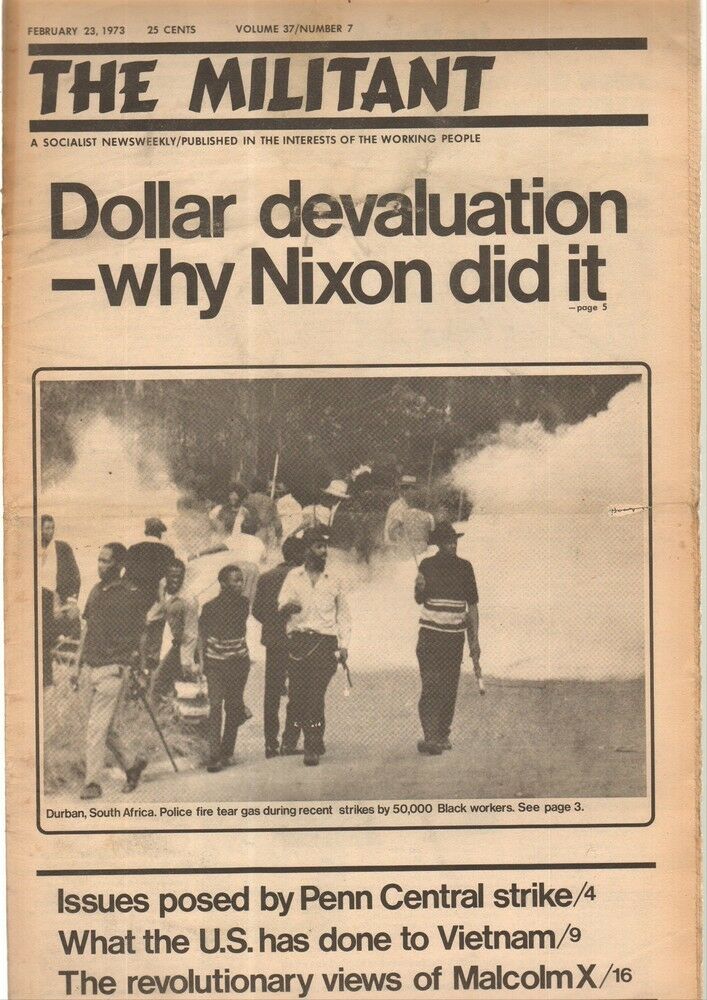 FEBRUARY 23, 1973 25 CENTS VOLUME 37/NUMBER 7
THE MILITANT
A SOCIALIST NEWSWEEKLY/PUBLISHED IN THE INTERESTS OF THE WORKING PEOPLE
Dollar devaluation
—why Nixon did it
—page 5
Durban, South Africa. Police fire tear gas during recent strikes by 50,000 Black workers. See page 3.
Issues posed by Penn Central strike/4
What the U.S. has done to Vietnam/9
The revolutionary views of Malcolm X/16